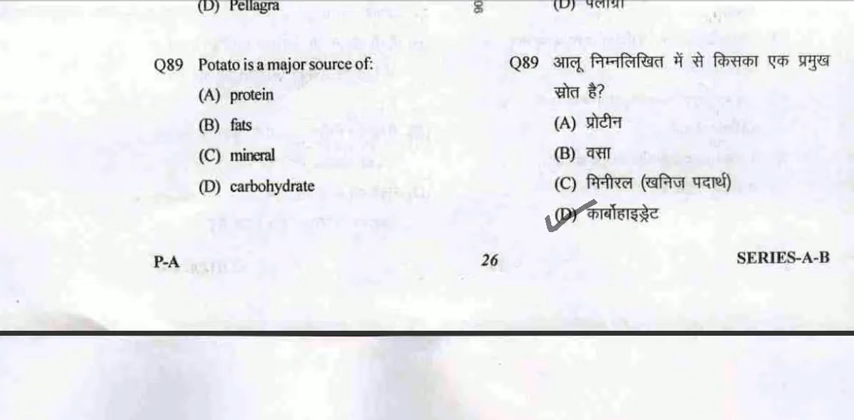 (D) Pellagra
(D) पेलाग्रा
Q89 Potato is a major source of:
(A) protein
(B) fats
(C) mineral
(D) carbohydrate
Q89 आलू निम्नलिखित में से किसका एक प्रमुख
स्रोत है?
(A) प्रोटीन
(B) वसा
(C) मिनीरल (खनिज पदार्थ)
(D) कार्बोहाइड्रेट
P-A
26
SERIES-A-B